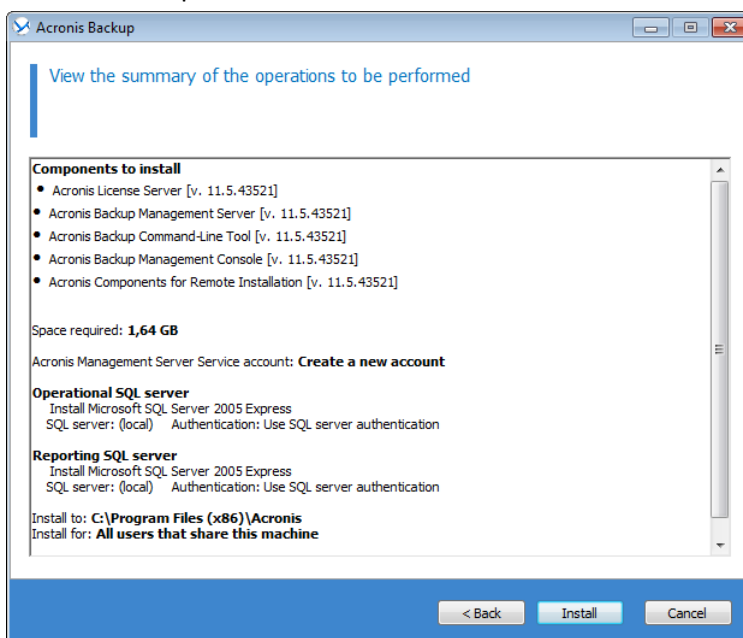 Acronis Backup
View the summary of the operations to be performed
Components to install
• Acronis License Server [v. 11.5.43521]
• Acronis Backup Management Server [v. 11.5.43521]
• Acronis Backup Command-Line Tool [v. 11.5.43521]
• Acronis Backup Management Console [v. 11.5.43521]
• Acronis Components for Remote Installation [v. 11.5.43521]
Space required: 1,64 GB
Acronis Management Server Service account: Create a new account
Operational SQL server
Install Microsoft SQL Server 2005 Express
SQL server: (local) Authentication: Use SQL server authentication
Reporting SQL server
Install Microsoft SQL Server 2005 Express
SQL server: (local) Authentication: Use SQL server authentication
Install to: C:\Program Files (x86)\Acronis
Install for: All users that share this machine
< Back Install Cancel